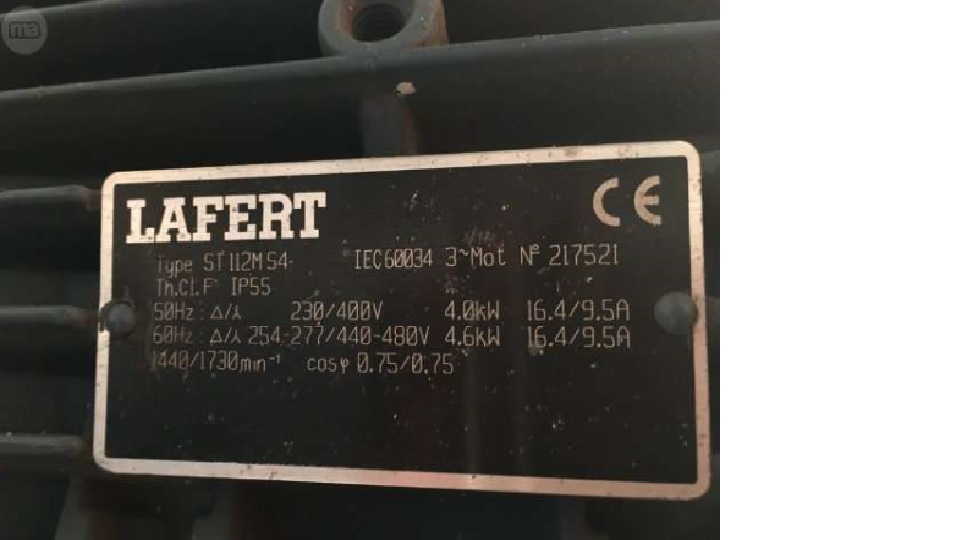 ma
LAFERT
CE
Type ST 112M S4 IEC60034 3~Mot Nº 217521
Th.Cl.F IP55
50Hz : Δ/⅄ 230/400V 4.0kW 16.4/9.5A
60Hz : Δ/⅄ 254-277/440-480V 4.6kW 16.4/9.5A
1440/1730min⁻¹ cosφ 0.75/0.75